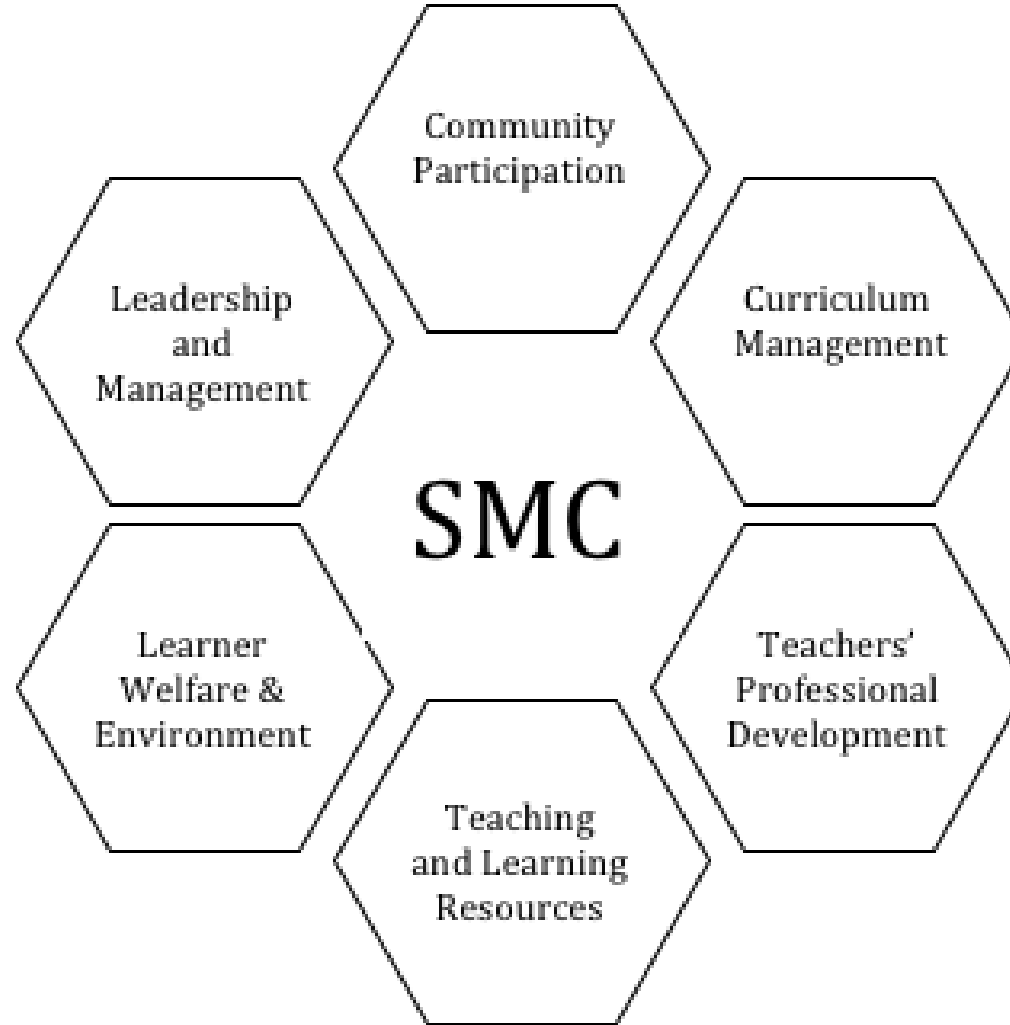 Community
Participation
Leadership
and
Management
Curriculum
Management
SMC
Learner
Welfare &
Environment
Teachers’
Professional
Development
Teaching
and Learning
Resources